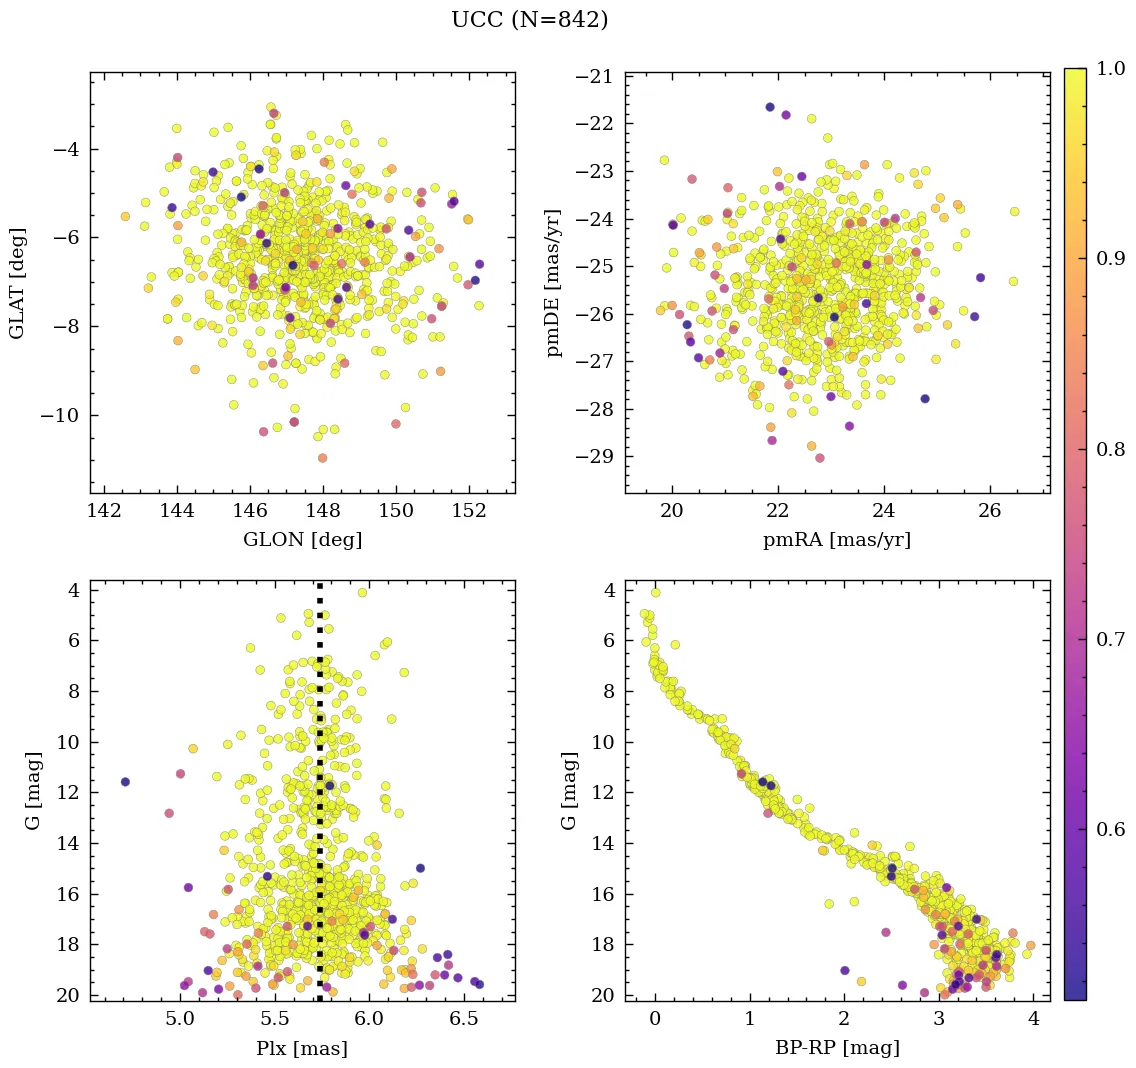 UCC (N=842)
−4
−6
−8
−10
142 144 146 148 150 152
GLON [deg]
GLAT [deg]
−21
−22
−23
−24
−25
−26
−27
−28
−29
20 22 24 26
pmRA [mas/yr]
pmDE [mas/yr]
4
6
8
10
12
14
16
18
20
5.0 5.5 6.0 6.5
Plx [mas]
G [mag]
4
6
8
10
12
14
16
18
20
0 1 2 3 4
BP-RP [mag]
G [mag]
1.0
0.9
0.8
0.7
0.6